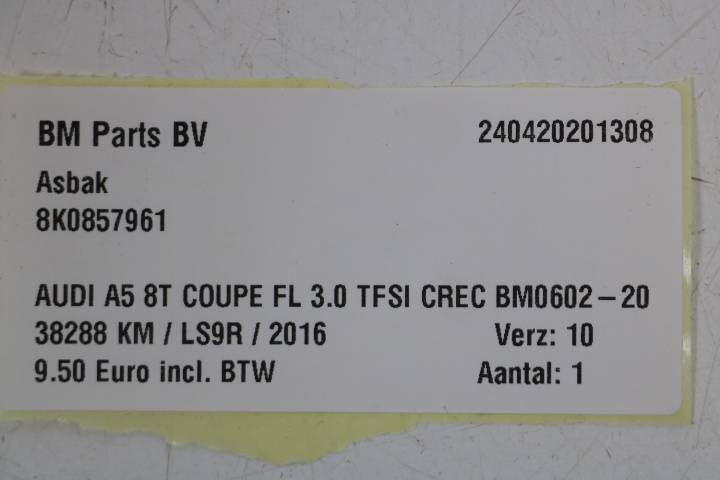 BM Parts BV 240420201308
Asbak
8K0857961
AUDI A5 8T COUPE FL 3.0 TFSI CREC BM0602-20
38288 KM / LS9R / 2016 Verz: 10
9.50 Euro incl. BTW Aantal: 1